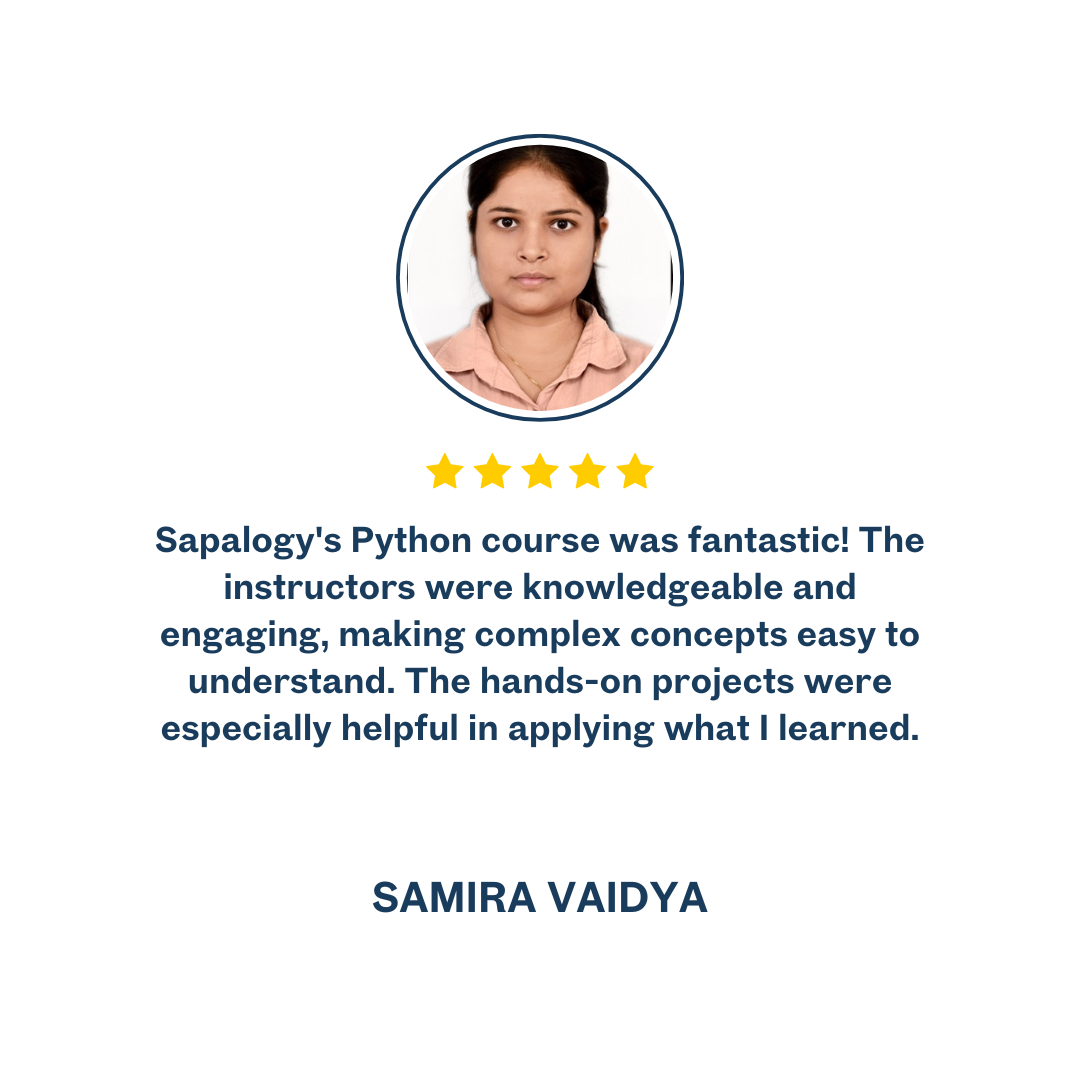 Sapalogy's Python course was fantastic! The
instructors were knowledgeable and
engaging, making complex concepts easy to
understand. The hands-on projects were
especially helpful in applying what I learned.
SAMIRA VAIDYA